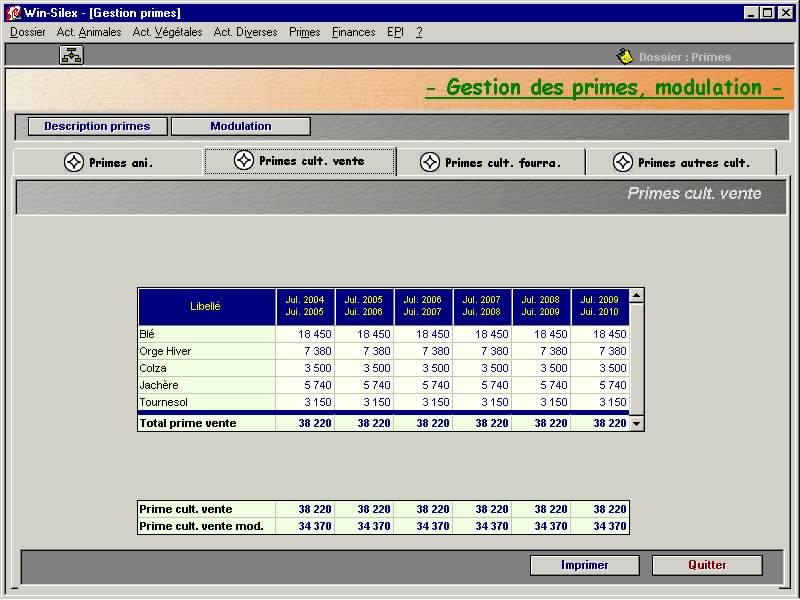 Win-Silex - [Gestion primes]
Dossier Act. Animales Act. Végétales Act. Diverses Primes Finances EPI ?
Dossier : Primes
- Gestion des primes, modulation -
Description primes Modulation
Primes ani. Primes cult. vente Primes cult. fourra. Primes autres cult.
Primes cult. vente
Libellé Jul. 2004 Jul. 2005 Jul. 2006 Jul. 2007 Jul. 2008 Jul. 2009
Jui. 2005 Jui. 2006 Jui. 2007 Jui. 2008 Jui. 2009 Jui. 2010
Blé 18 450 18 450 18 450 18 450 18 450 18 450
Orge Hiver 7 380 7 380 7 380 7 380 7 380 7 380
Colza 3 500 3 500 3 500 3 500 3 500 3 500
Jachère 5 740 5 740 5 740 5 740 5 740 5 740
Tournesol 3 150 3 150 3 150 3 150 3 150 3 150
Total prime vente 38 220 38 220 38 220 38 220 38 220 38 220
Prime cult. vente 38 220 38 220 38 220 38 220 38 220 38 220
Prime cult. vente mod. 34 370 34 370 34 370 34 370 34 370 34 370
Imprimer Quitter